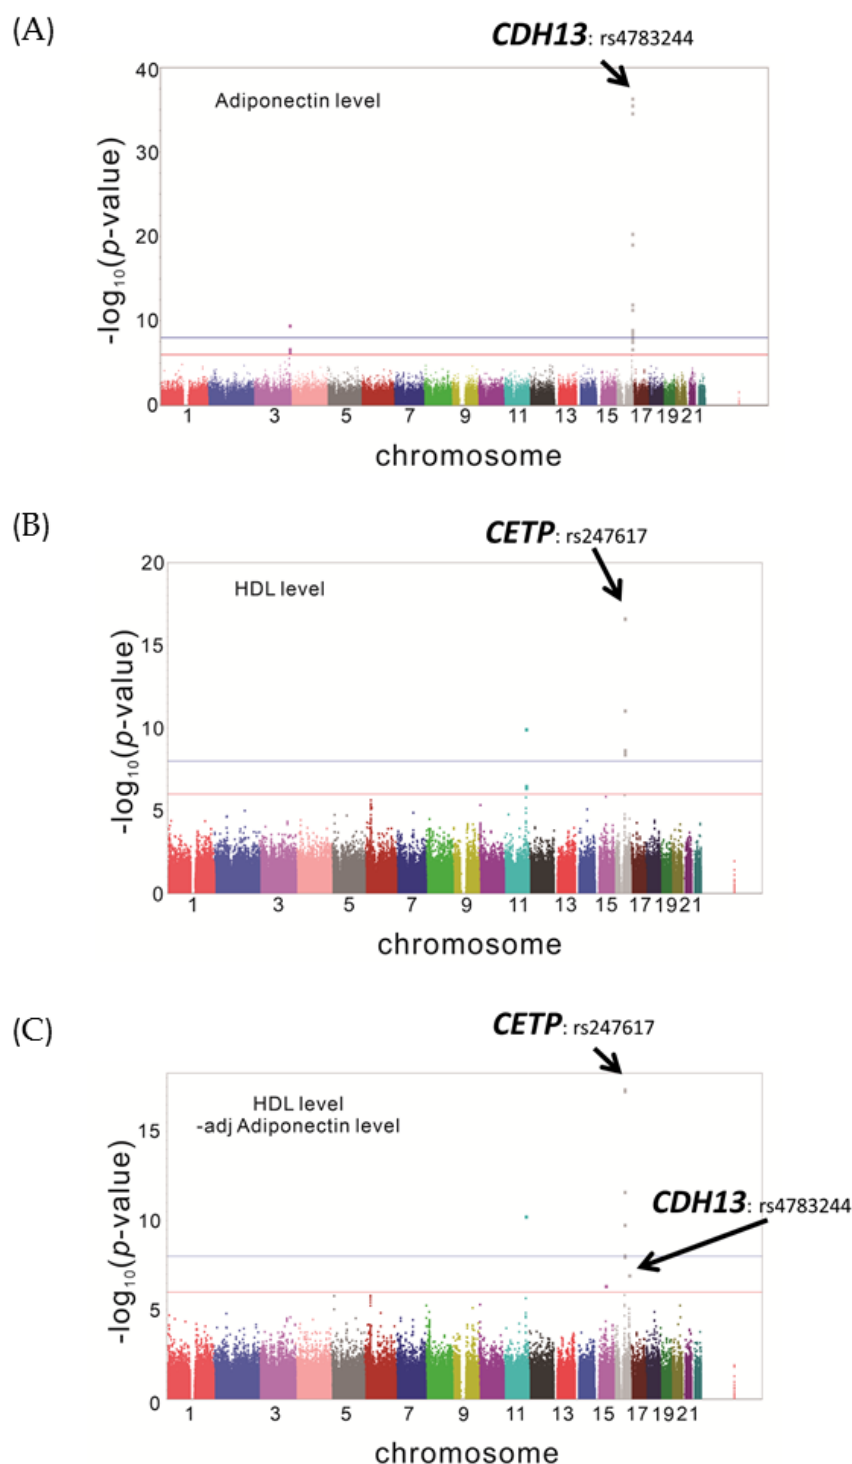 (A)
CDH13: rs4783244
Adiponectin level
40
30
20
10
0
-log10(p-value)
1 3 5 7 9 11 13 15 17 19 21
chromosome
(B)
CETP: rs247617
HDL level
20
15
10
5
0
-log10(p-value)
1 3 5 7 9 11 13 15 17 19 21
chromosome
(C)
CETP: rs247617
HDL level
-adj Adiponectin level
CDH13: rs4783244
15
10
5
0
-log10(p-value)
1 3 5 7 9 11 13 15 17 19 21
chromosome